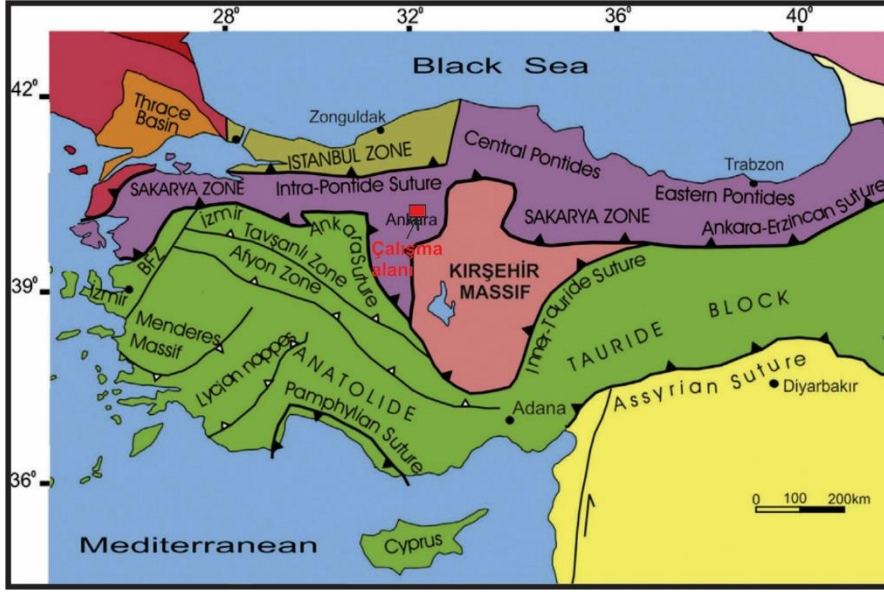 28°
32°
36°
40°
42°
39°
36°
Black Sea
Thrace
Basin
Zonguldak
ISTANBUL ZONE
Central Pontides
Trabzon
Eastern Pontides
SAKARYA ZONE
Intra-Pontide Suture
Ankara
Çalışma
alanı
SAKARYA ZONE
Ankara-Erzincan Suture
İzmir
Ankara Suture
BEZ
Tavşanlı Zone
Afyon Zone
İzmir
KIRŞEHİR
MASSIF
Inner-Tauride Suture
TAURIDE BLOCK
Menderes
Massif
Lycian nappes
ANATOLIDE
Pamphylian Suture
Adana
Assyrian Suture
Diyarbakır
0 100 200km
Mediterranean
Cyprus